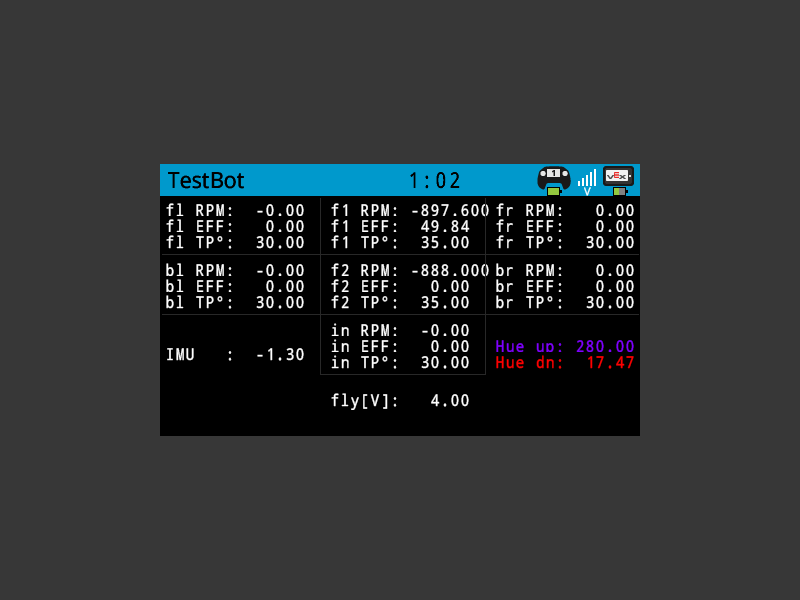 TestBot 1:02 1 V VEX
fl RPM: -0.00 f1 RPM: -897.600 fr RPM: 0.00
fl EFF: 0.00 f1 EFF: 49.84 fr EFF: 0.00
fl TP°: 30.00 f1 TP°: 35.00 fr TP°: 30.00
bl RPM: -0.00 f2 RPM: -888.000 br RPM: 0.00
bl EFF: 0.00 f2 EFF: 0.00 br EFF: 0.00
bl TP°: 30.00 f2 TP°: 35.00 br TP°: 30.00
in RPM: -0.00
in EFF: 0.00 Hue up: 280.00
IMU : -1.30
in TP°: 30.00 Hue dn: 17.47
fly[V]: 4.00